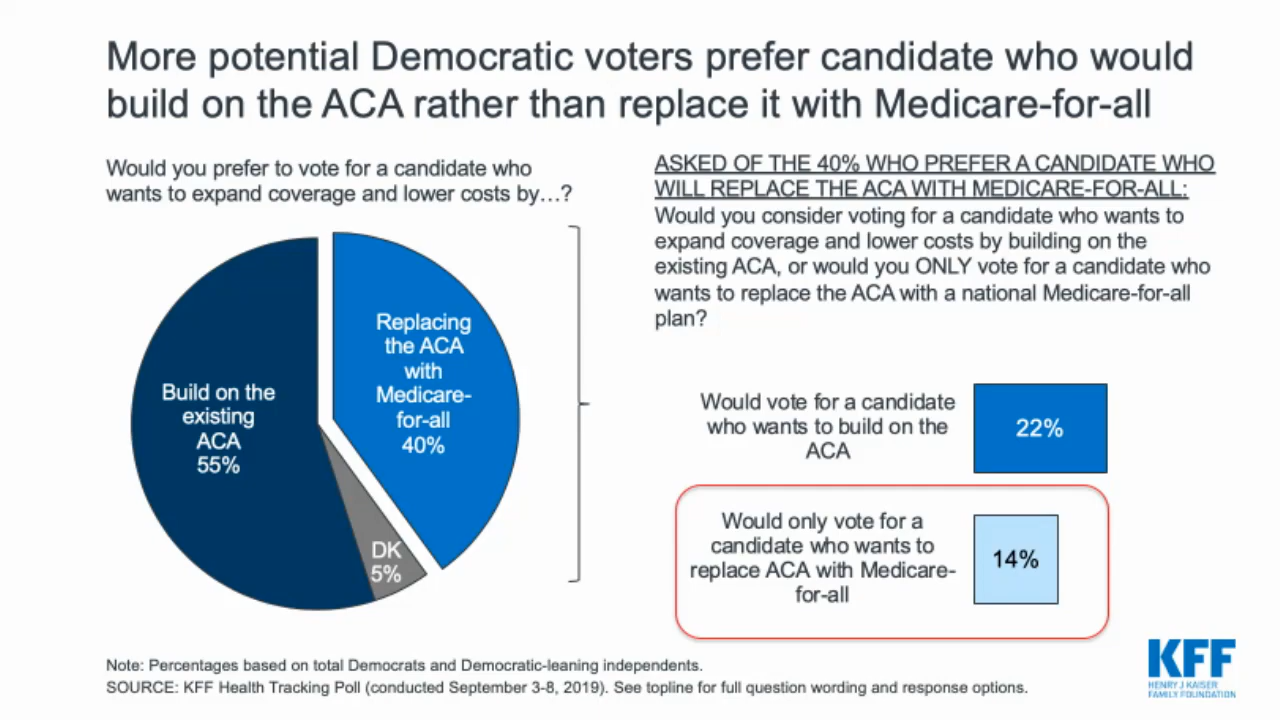 More potential Democratic voters prefer candidate who would
build on the ACA rather than replace it with Medicare-for-all
Would you prefer to vote for a candidate who
wants to expand coverage and lower costs by…?
Build on the
existing
ACA
55%
Replacing
the ACA
with
Medicare-
for-all
40%
DK
5%
ASKED OF THE 40% WHO PREFER A CANDIDATE WHO
WILL REPLACE THE ACA WITH MEDICARE-FOR-ALL:
Would you consider voting for a candidate who wants to
expand coverage and lower costs by building on the
existing ACA, or would you ONLY vote for a candidate who
wants to replace the ACA with a national Medicare-for-all
plan?
Would vote for a candidate
who wants to build on the
ACA
22%
Would only vote for a
candidate who wants to
replace ACA with Medicare-
for-all
14%
Note: Percentages based on total Democrats and Democratic-leaning independents.
SOURCE: KFF Health Tracking Poll (conducted September 3-8, 2019). See topline for full question wording and response options.
KFF
HENRY J KAISER
FAMILY FOUNDATION